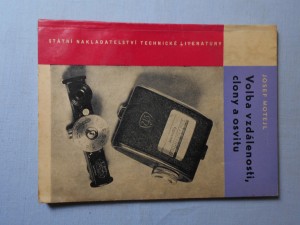 STÁTNÍ NAKLADATELSTVÍ TECHNICKÉ LITERATURY
JOSEF MOTEJL
Volba vzdálenosti,
clony a osvitu